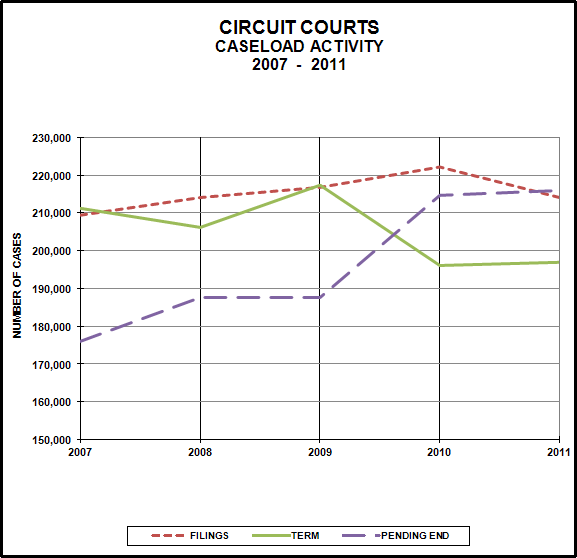 CIRCUIT COURTS
CASELOAD ACTIVITY
2007 - 2011
230,000
220,000
210,000
200,000
190,000
180,000
170,000
160,000
150,000
NUMBER OF CASES
2007 2008 2009 2010 2011
FILINGS TERM PENDING END